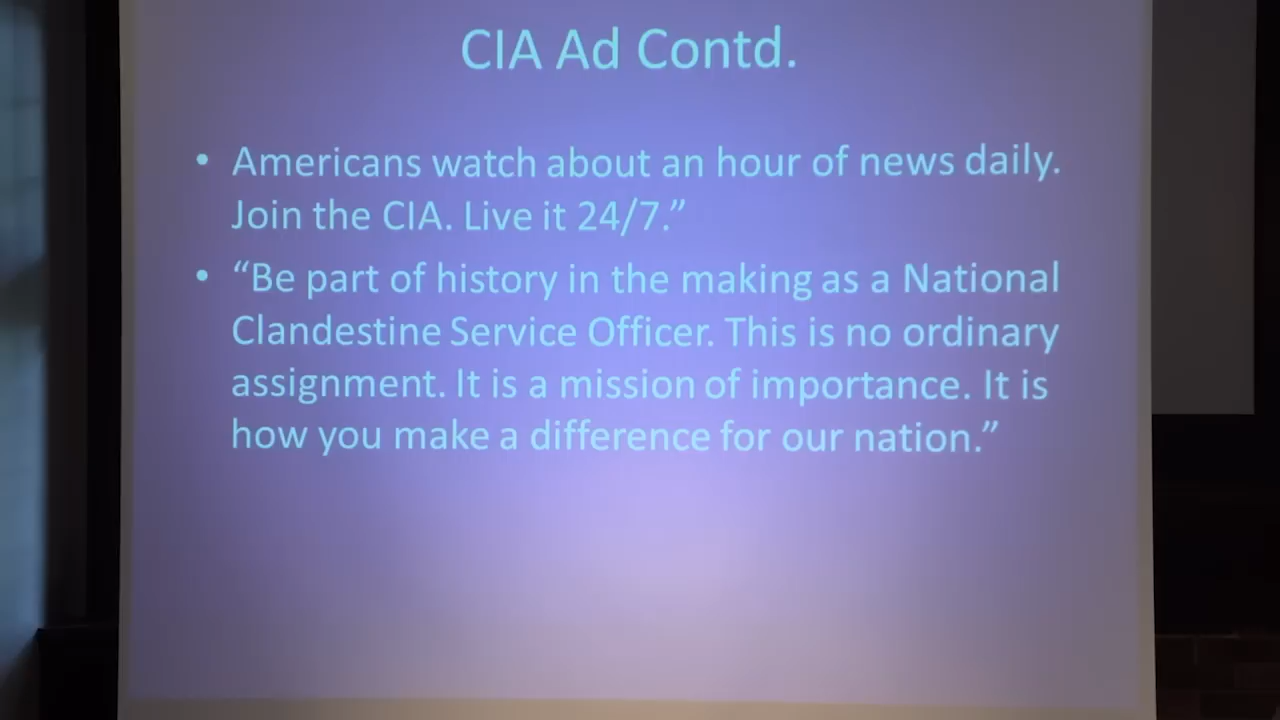 CIA Ad Contd.
• Americans watch about an hour of news daily.
Join the CIA. Live it 24/7.”
• “Be part of history in the making as a National
Clandestine Service Officer. This is no ordinary
assignment. It is a mission of importance. It is
how you make a difference for our nation.”